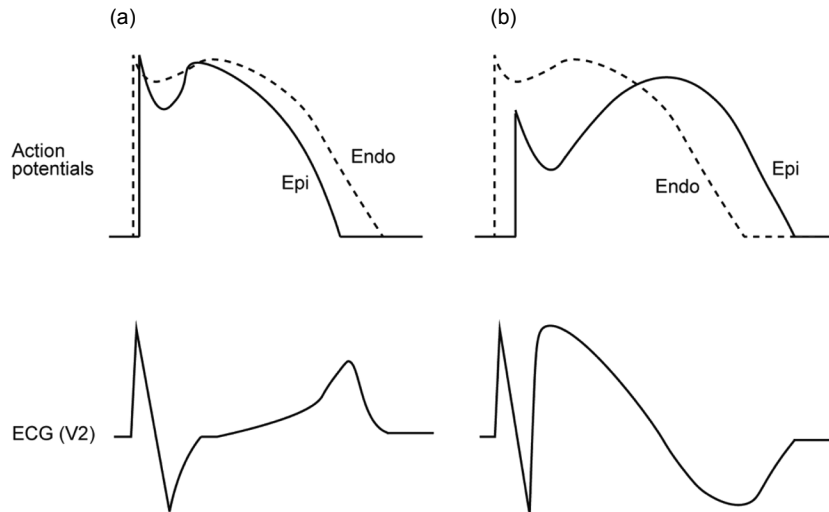 (a)
(b)
Action
potentials
Endo
Epi
Endo
Epi
ECG (V2)